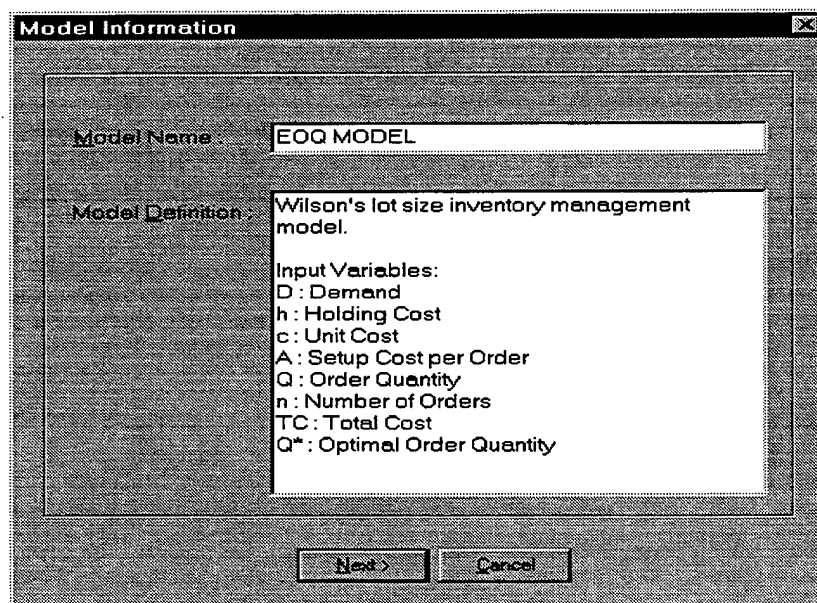 Model Information
Model Name :
EOQ MODEL
Model Definition :
Wilson's lot size inventory management
model.
Input Variables:
D : Demand
h : Holding Cost
c : Unit Cost
A : Setup Cost per Order
Q : Order Quantity
n : Number of Orders
TC : Total Cost
Q* : Optimal Order Quantity
Next >
Cancel